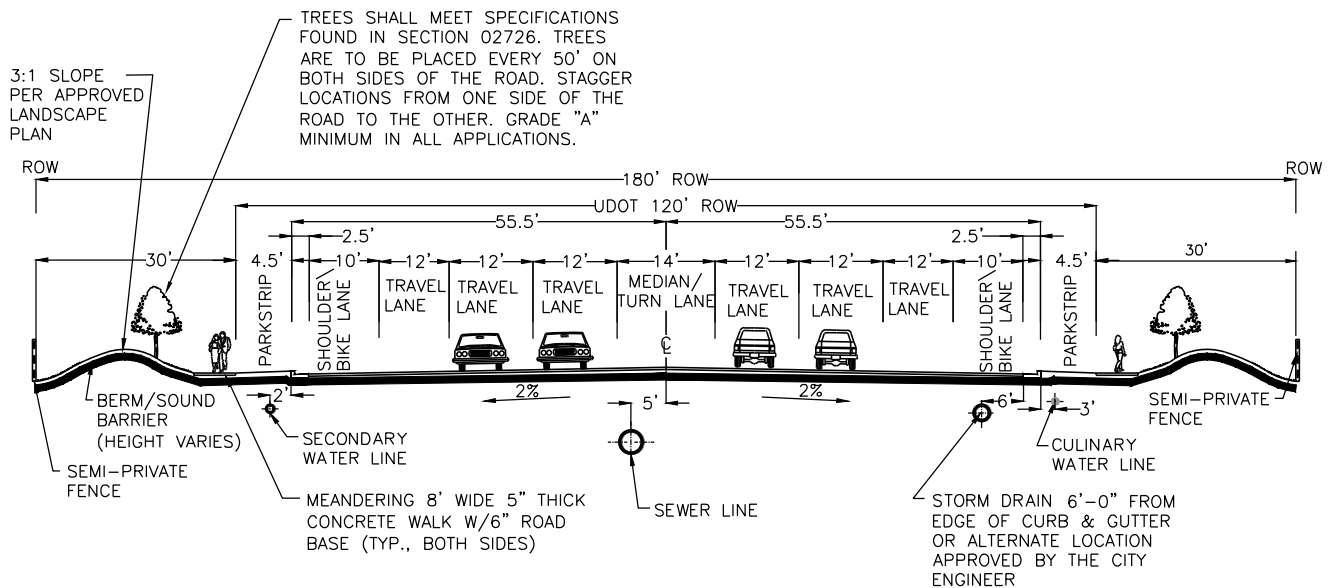 TREES SHALL MEET SPECIFICATIONS
FOUND IN SECTION 02726. TREES
ARE TO BE PLACED EVERY 50' ON
BOTH SIDES OF THE ROAD. STAGGER
LOCATIONS FROM ONE SIDE OF THE
ROAD TO THE OTHER. GRADE "A"
MINIMUM IN ALL APPLICATIONS.
3:1 SLOPE
PER APPROVED
LANDSCAPE
PLAN
ROW
ROW
180' ROW
UDOT 120' ROW
55.5'
55.5'
2.5'
2.5'
30'
4.5'
10'
12'
12'
12'
14'
12'
12'
12'
10'
4.5'
30'
PARKSTRIP
SHOULDER\
BIKE LANE
TRAVEL
LANE
TRAVEL
LANE
TRAVEL
LANE
MEDIAN/
TURN LANE
TRAVEL
LANE
TRAVEL
LANE
TRAVEL
LANE
SHOULDER\
BIKE LANE
PARKSTRIP
℄
2'
2%
5'
2%
6'
3'
BERM/SOUND
BARRIER
(HEIGHT VARIES)
SEMI-PRIVATE
FENCE
SECONDARY
WATER LINE
MEANDERING 8' WIDE 5" THICK
CONCRETE WALK W/6" ROAD
BASE (TYP., BOTH SIDES)
SEWER LINE
CULINARY
WATER LINE
SEMI-PRIVATE
FENCE
STORM DRAIN 6'-0" FROM
EDGE OF CURB & GUTTER
OR ALTERNATE LOCATION
APPROVED BY THE CITY
ENGINEER